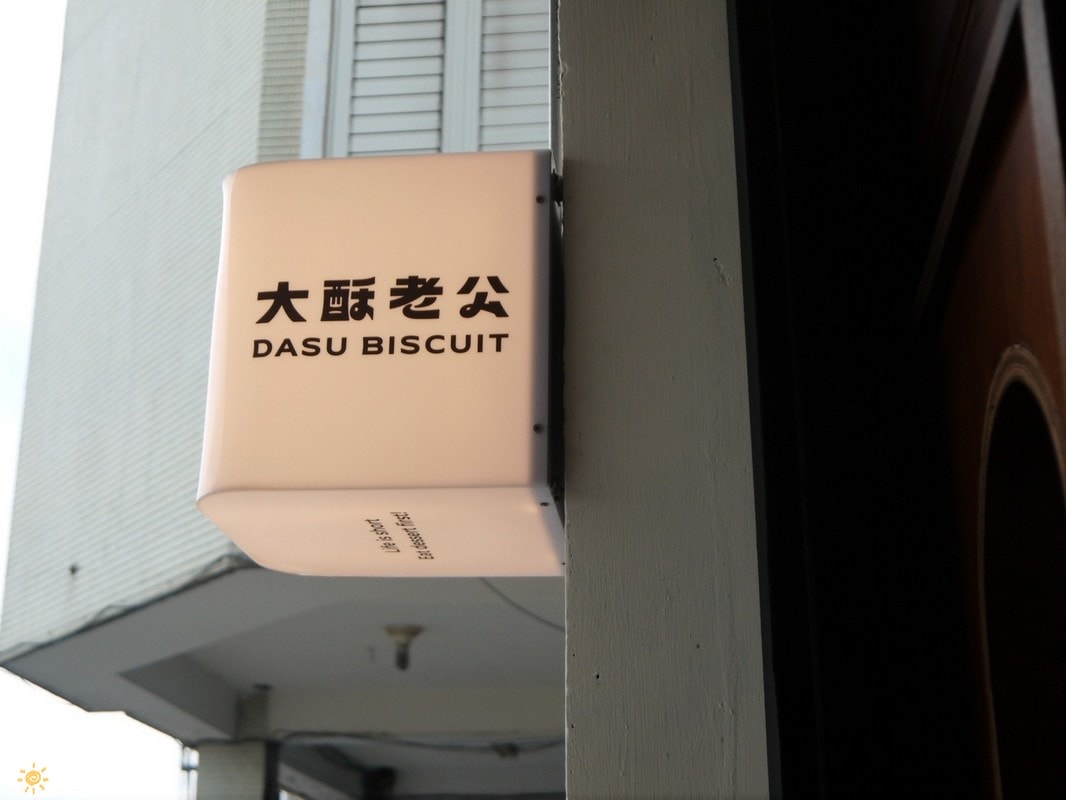 大酥老公
DASU BISCUIT
Life is short
Eat dessert first!